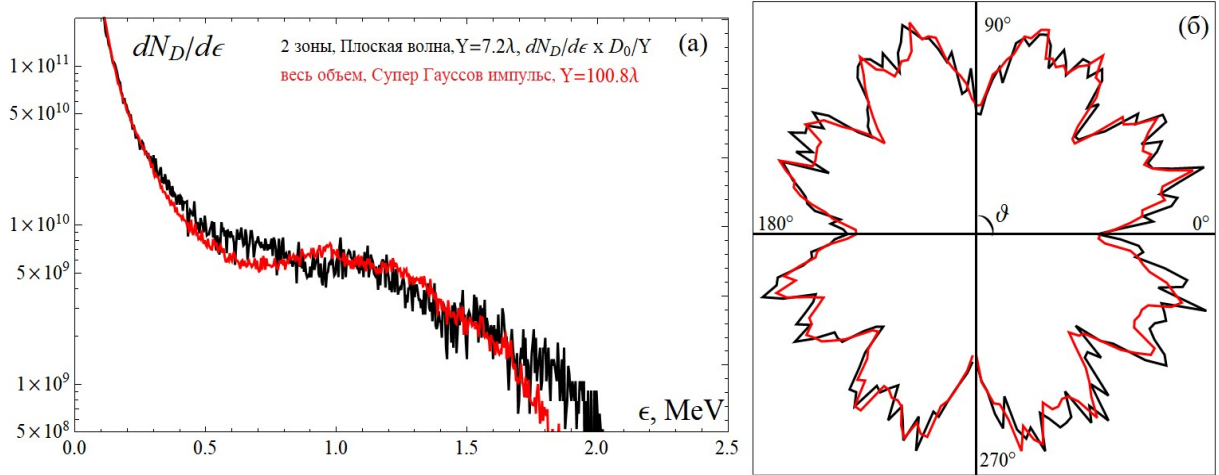 dN_D/dϵ
2 зоны, Плоская волна, Y=7.2λ, dN_D/dϵ x D_0/Y
(а)
весь объем, Супер Гауссов импульс, Y=100.8λ
1×10^11
5×10^10
1×10^10
5×10^9
1×10^9
5×10^8
ϵ, MeV
0.0 0.5 1.0 1.5 2.0 2.5
90°
(б)
180°
0°
ϑ
270°